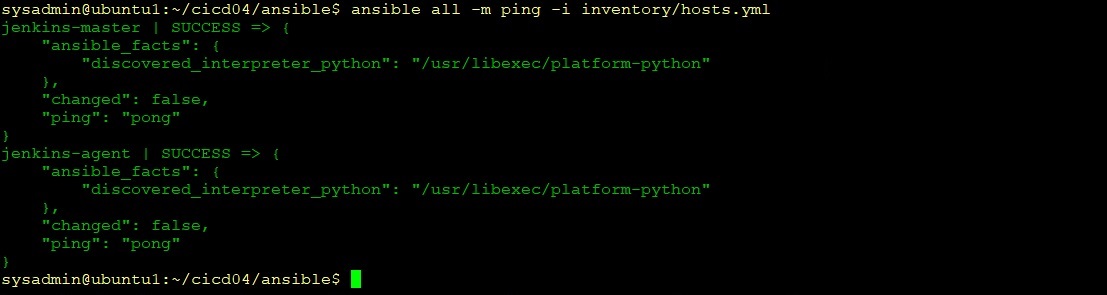 sysadmin@ubuntu1:~/cicd04/ansible$ ansible all -m ping -i inventory/hosts.yml
jenkins-master | SUCCESS => {
    "ansible_facts": {
        "discovered_interpreter_python": "/usr/libexec/platform-python"
    },
    "changed": false,
    "ping": "pong"
}
jenkins-agent | SUCCESS => {
    "ansible_facts": {
        "discovered_interpreter_python": "/usr/libexec/platform-python"
    },
    "changed": false,
    "ping": "pong"
}
sysadmin@ubuntu1:~/cicd04/ansible$